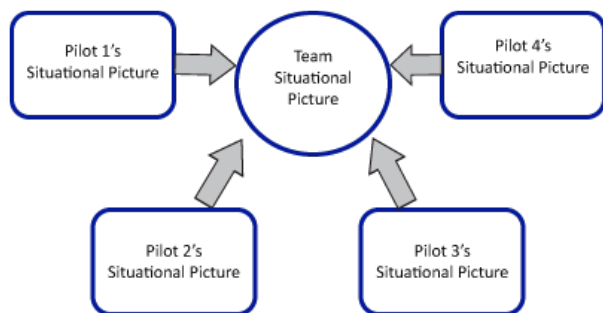 Pilot 1's
Situational Picture
Team
Situational
Picture
Pilot 4's
Situational Picture
Pilot 2's
Situational Picture
Pilot 3's
Situational Picture